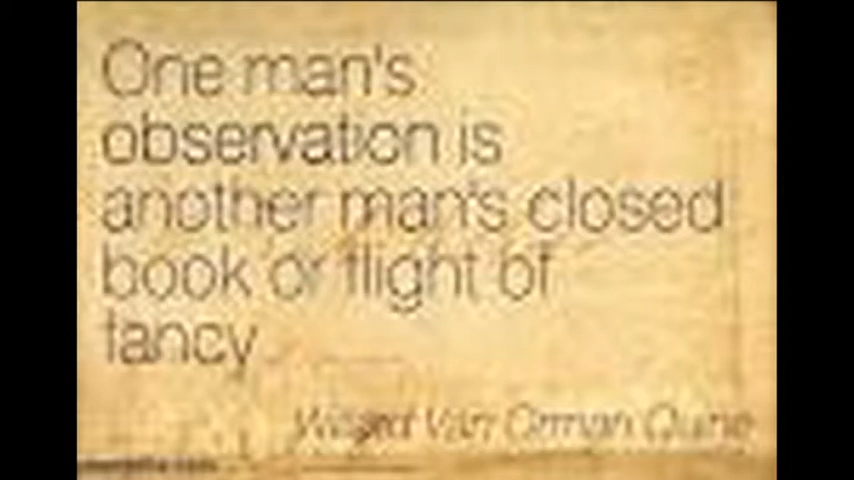 One man's
observation is
another man's closed
book or flight of
fancy
Willard Van Orman Quine